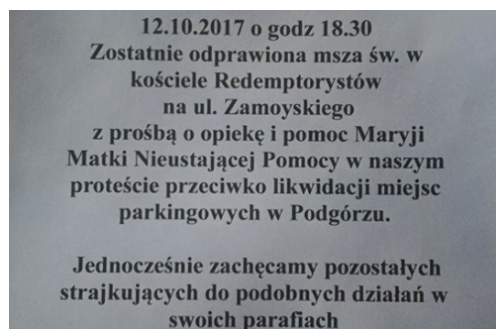 12.10.2017 o godz 18.30
Zostatnie odprawiona msza św. w
kościele Redemptorystów
na ul. Zamoyskiego
z prośbą o opiekę i pomoc Maryji
Matki Nieustającej Pomocy w naszym
proteście przeciwko likwidacji miejsc
parkingowych w Podgórzu.
Jednocześnie zachęcamy pozostałych
strajkujących do podobnych działań w
swoich parafiach